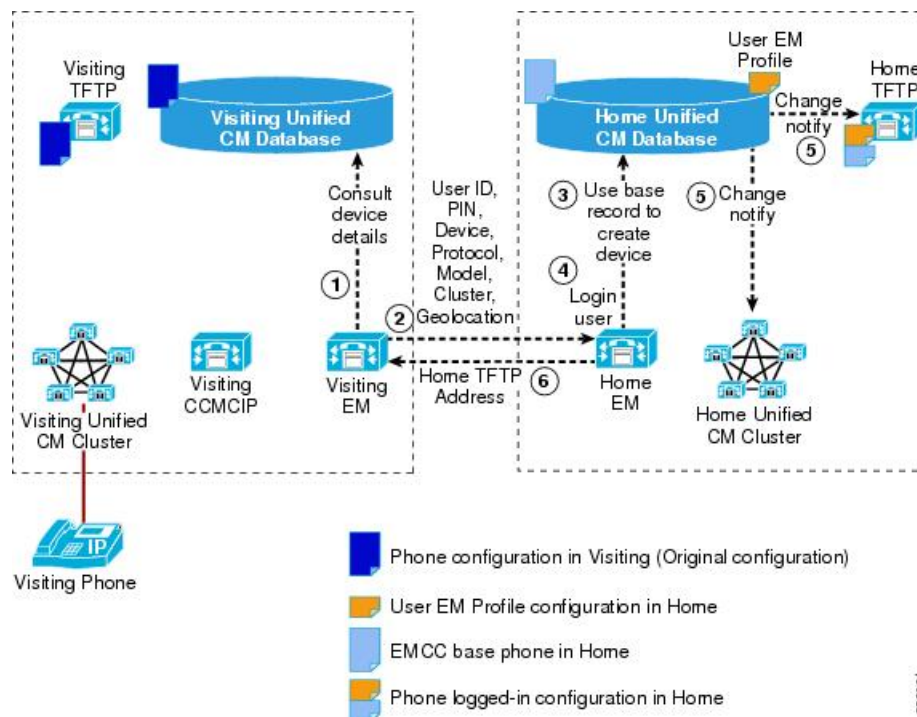 Visiting
TFTP
Visiting Unified
CM Database
Consult
device
details
1
User ID,
PIN,
Device,
Protocol,
Model,
Cluster,
Geolocation
2
Visiting Unified
CM Cluster
Visiting
CCMCIP
Visiting
EM
Home TFTP
Address
6
IP
Visiting Phone
User EM
Profile
Home
TFTP
Home Unified
CM Database
Change
notify
5
3
Use base
record to
create
device
4
Login
user
5
Change
notify
Home
EM
Home Unified
CM Cluster
Phone configuration in Visiting (Original configuration)
User EM Profile configuration in Home
EMCC base phone in Home
Phone logged-in configuration in Home